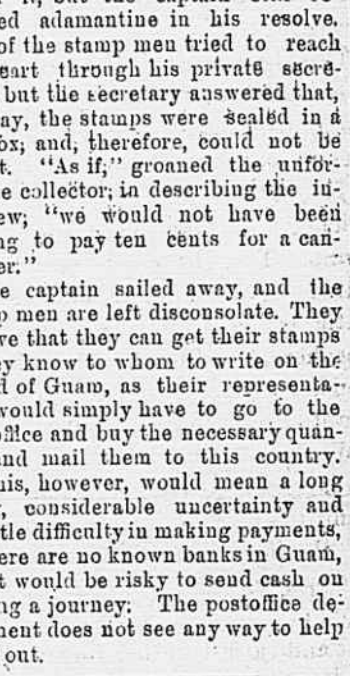 ed adamantine in his resolve.
of the stamp men tried to reach
eart through his private secre-
but the secretary answered that,
ay, the stamps were sealed in a
ox; and, therefore, could not be
t. "As if," groaned the unfor-
e collector; in describing the in-
ew; "we would not have been
ng to pay ten cents for a can-
er."
e captain sailed away, and the
p men are left disconsolate. They
ve that they can get their stamps
ey know to whom to write on the
d of Guam, as their representa-
would simply have to go to the
office and buy the necessary quan-
and mail them to this country.
his, however, would mean a long
, considerable uncertainty and
tle difficulty in making payments,
ere are no known banks in Guam,
t would be risky to send cash on
ng a journey. The postoffice de-
ment does not see any way to help
out.